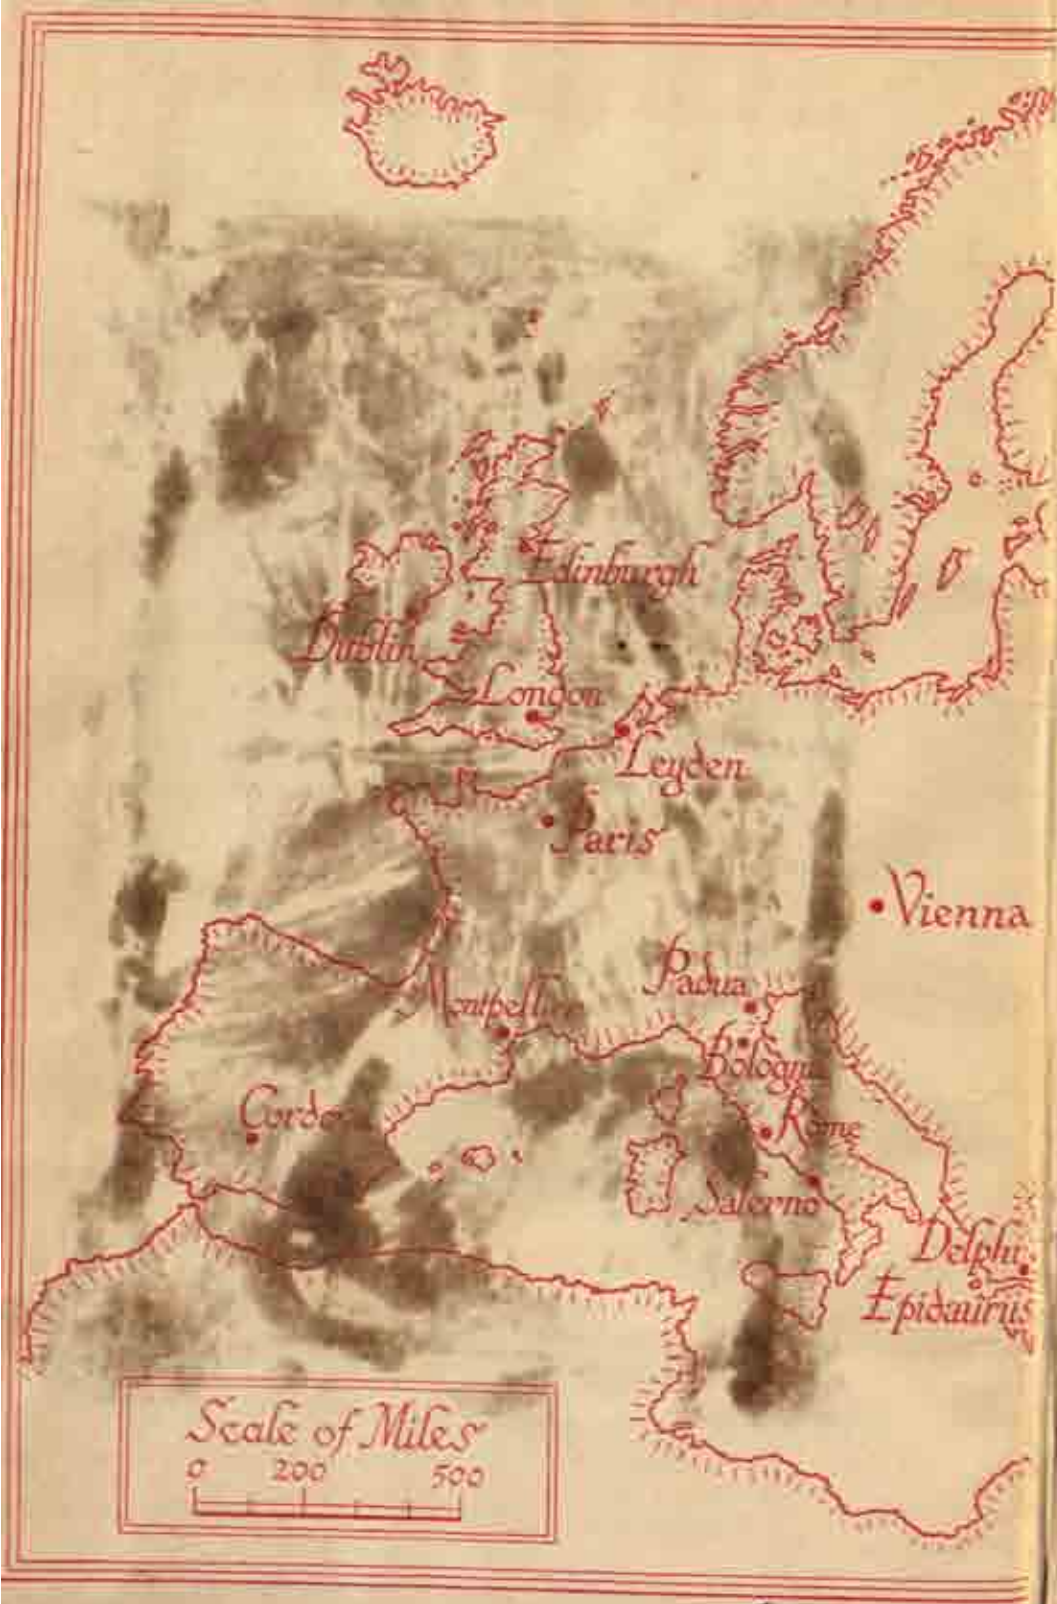 Edinburgh
Dublin
London
Leyden
Paris
Vienna
Padua
Montpellier
Bologna
Rome
Salerno
Delphi
Epidaurus
Scale of Miles
0 200 500